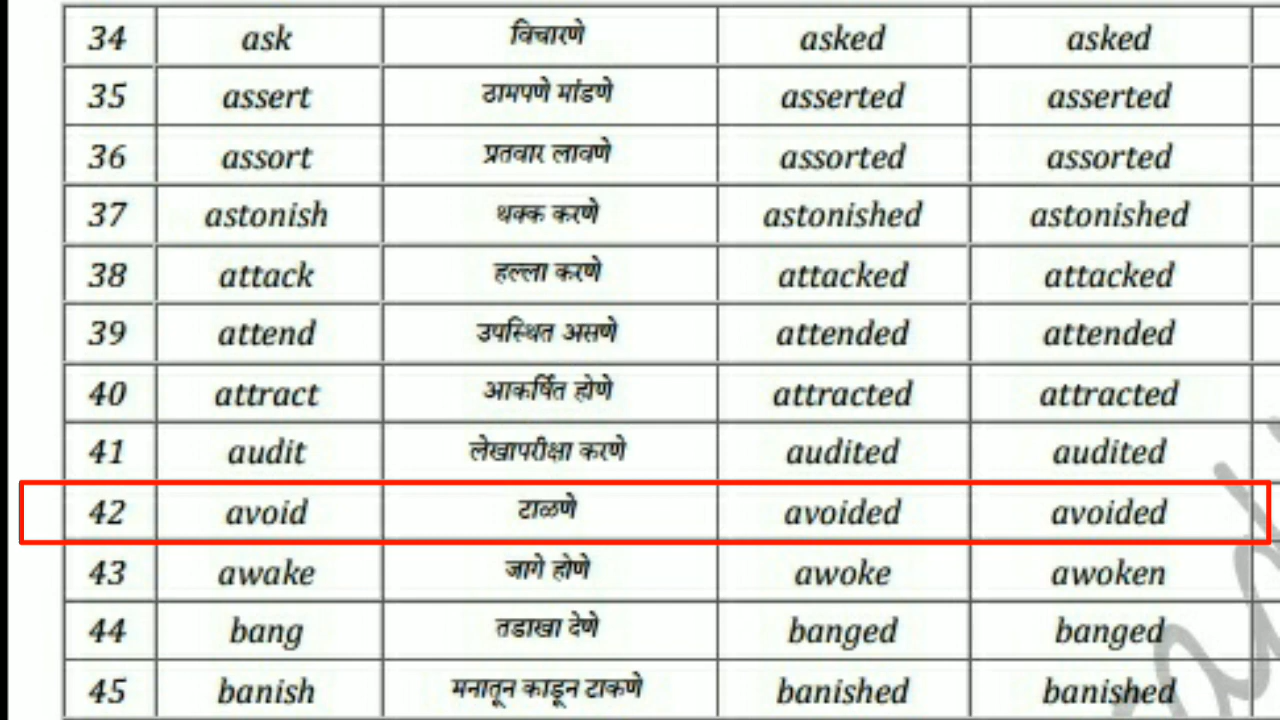 34 ask विचारणे asked asked
35 assert ठामपणे मांडणे asserted asserted
36 assort प्रतवार लावणे assorted assorted
37 astonish थक्क करणे astonished astonished
38 attack हल्ला करणे attacked attacked
39 attend उपस्थित असणे attended attended
40 attract आकर्षित होणे attracted attracted
41 audit लेखापरीक्षा करणे audited audited
42 avoid टाळणे avoided avoided
43 awake जागे होणे awoke awoken
44 bang तडाखा देणे banged banged
45 banish मनातून काडून टाकणे banished banished